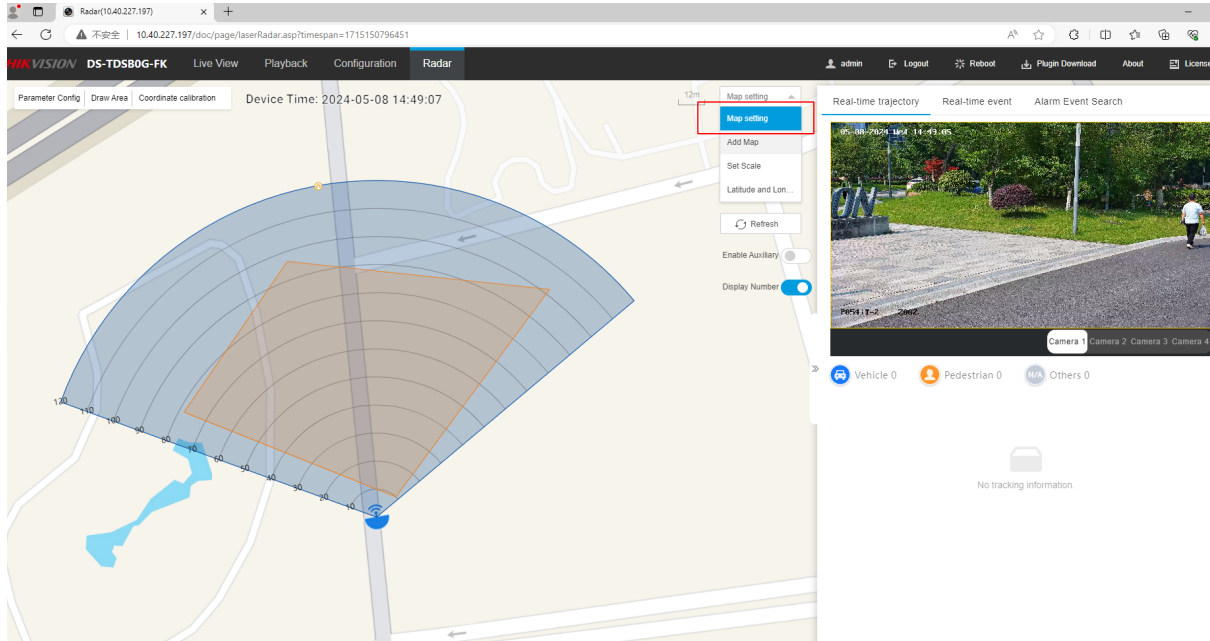 Radar(10.40.227.197)
不安全 | 10.40.227.197/doc/page/laserRadar.asp?timespan=1715150796451
HIKVISION DS-TDSB0G-FK Live View Playback Configuration Radar admin Logout Reboot Plugin Download About License
Parameter Config Draw Area Coordinate calibration Device Time: 2024-05-08 14:49:07
12m
Map setting
Map setting
Add Map
Set Scale
Latitude and Lon...
Refresh
Enable Auxiliary
Display Number
120
110
100
90
80
70
60
50
40
30
20
10
Real-time trajectory Real-time event Alarm Event Search
05-08-2024 Wed 14:49:05
Camera 1 Camera 2 Camera 3 Camera 4
Vehicle 0 Pedestrian 0 N/A Others 0
No tracking information.